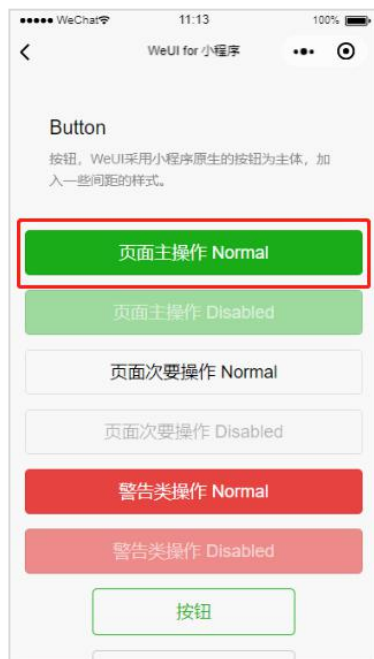 WeChat
11:13
100%
WeUI for 小程序
Button
按钮，WeUI采用小程序原生的按钮为主体，加
入一些间距的样式。
页面主操作 Normal
页面主操作 Disabled
页面次要操作 Normal
页面次要操作 Disabled
警告类操作 Normal
警告类操作 Disabled
按钮